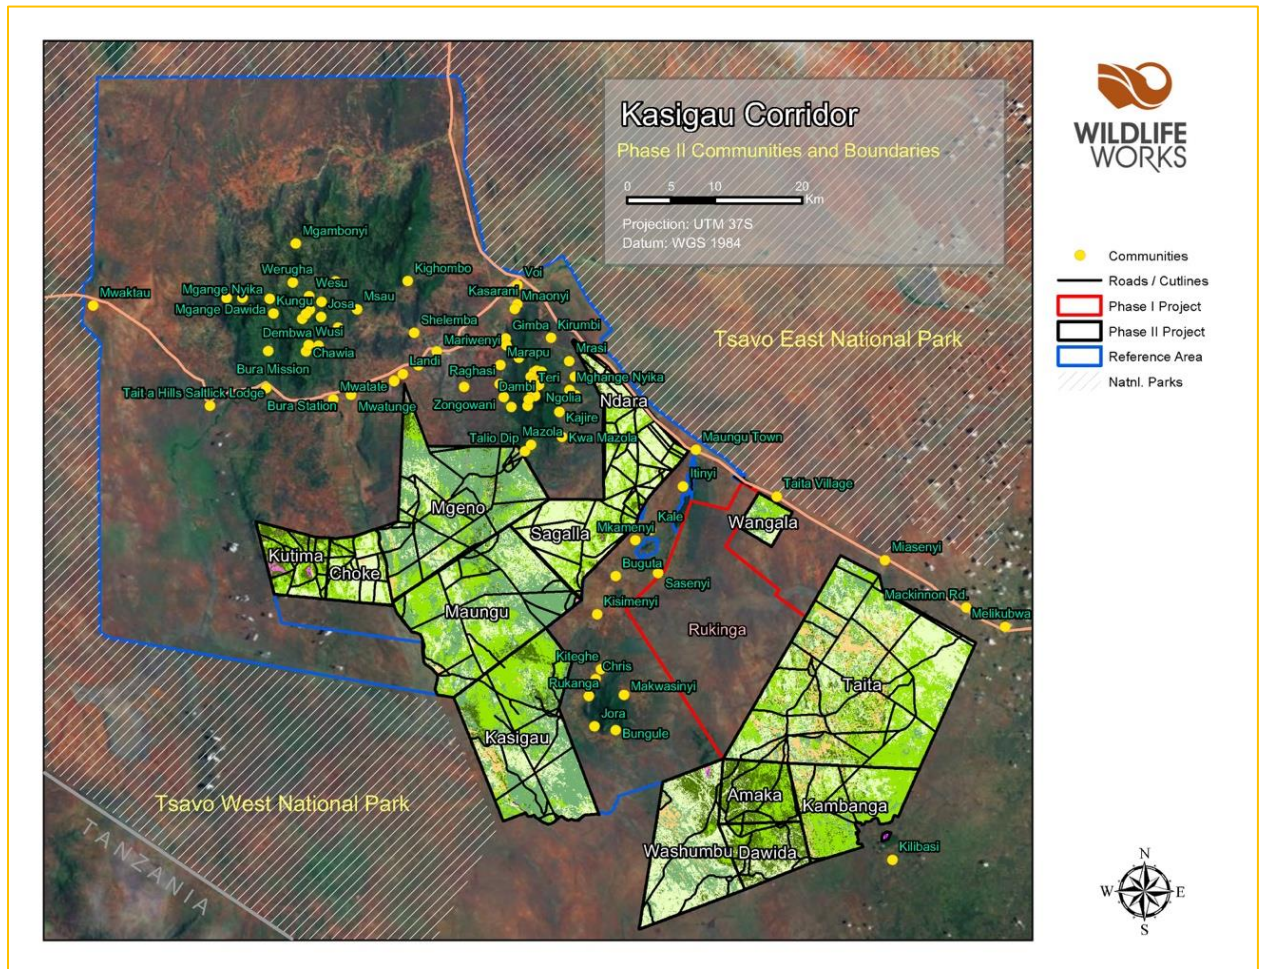 Kasigau Corridor
Phase II Communities and Boundaries
0 5 10 20
Km
Projection: UTM 37S
Datum: WGS 1984
WILDLIFE
WORKS
Communities
Roads / Cutlines
Phase I Project
Phase II Project
Reference Area
Natnl. Parks
Mgambonyi
Werugha
Wesu
Kighombo
Voi
Mgange Nyika
Kungu
Josa
Msau
Kasarani
Mnaonyi
Mwaktau
Mgange Dawida
Shelemba
Gimba
Kirumbi
Dembwa
Wusi
Mariwenyi
Tsavo East National Park
Chawia
Landi
Marapu
Mrasi
Bura Mission
Raghasi
Teri
Mghange Nyika
Tait a Hills Saltlick Lodge
Mwatate
Dambi
Ngolia
Ndara
Bura Station
Mwatunge
Zongowani
Kajire
Talio Dip
Mazola
Kwa Mazola
Maungu Town
Itinyi
Taita Village
Mgeno
Kale
Wangala
Sagalla
Mkamenyi
Kutima
Choke
Buguta
Sasenyi
Miasenyi
Mackinnon Rd.
Maungu
Kisimenyi
Melikubwa
Rukinga
Kiteghe
Chris
Rukanga
Makwasinyi
Taita
Jora
Bungule
Kasigau
Tsavo West National Park
Amaka
Kambanga
Washumbu
Dawida
Kilibasi
TANZANIA
N
W
E
S